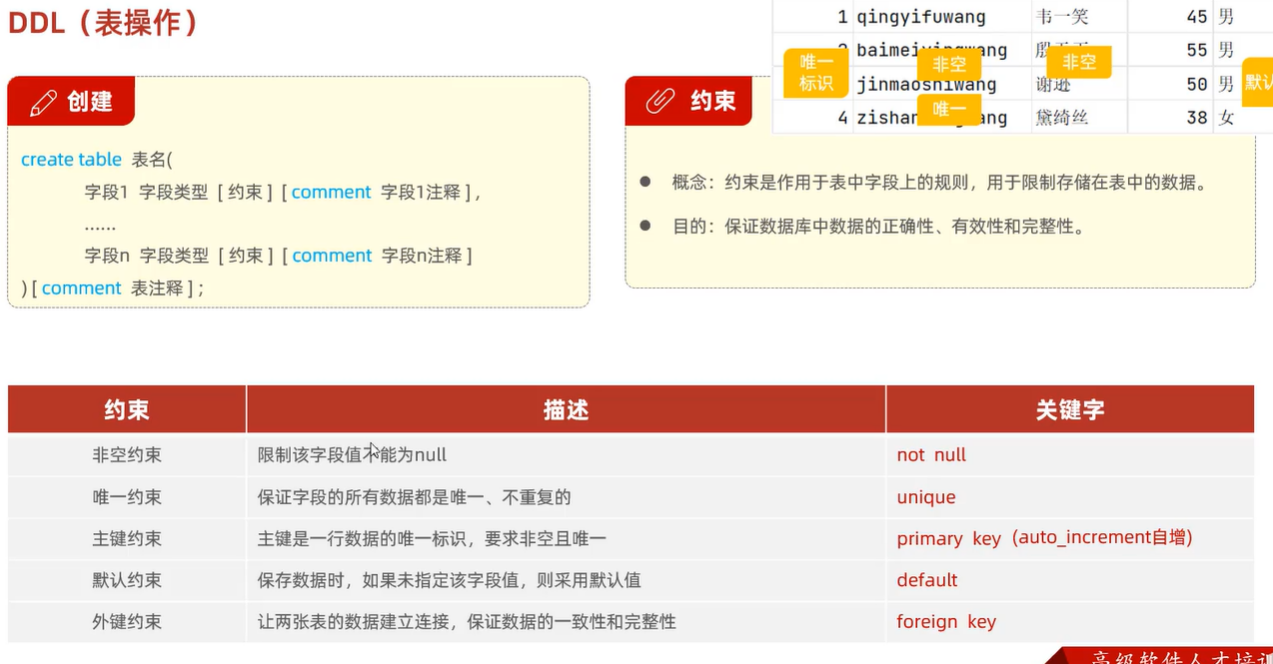 DDL（表操作）
1 qingyifuwang 韦一笑 45 男
55 男
jinmaoshiwang 谢逊 50 男
4 黛绮丝 38 女
唯一
标识
非空
唯一
非空
创建
create table 表名(
字段1 字段类型 [ 约束 ] [ comment 字段1注释 ] ,
......
字段n 字段类型 [ 约束 ] [ comment 字段n注释 ]
) [ comment 表注释 ] ;
约束
● 概念：约束是作用于表中字段上的规则，用于限制存储在表中的数据。
● 目的：保证数据库中数据的正确性、有效性和完整性。
约束 描述 关键字
非空约束 限制该字段值不能为null not null
唯一约束 保证字段的所有数据都是唯一、不重复的 unique
主键约束 主键是一行数据的唯一标识，要求非空且唯一 primary key（auto_increment自增）
默认约束 保存数据时，如果未指定该字段值，则采用默认值 default
外键约束 让两张表的数据建立连接，保证数据的一致性和完整性 foreign key
高级软件人才培